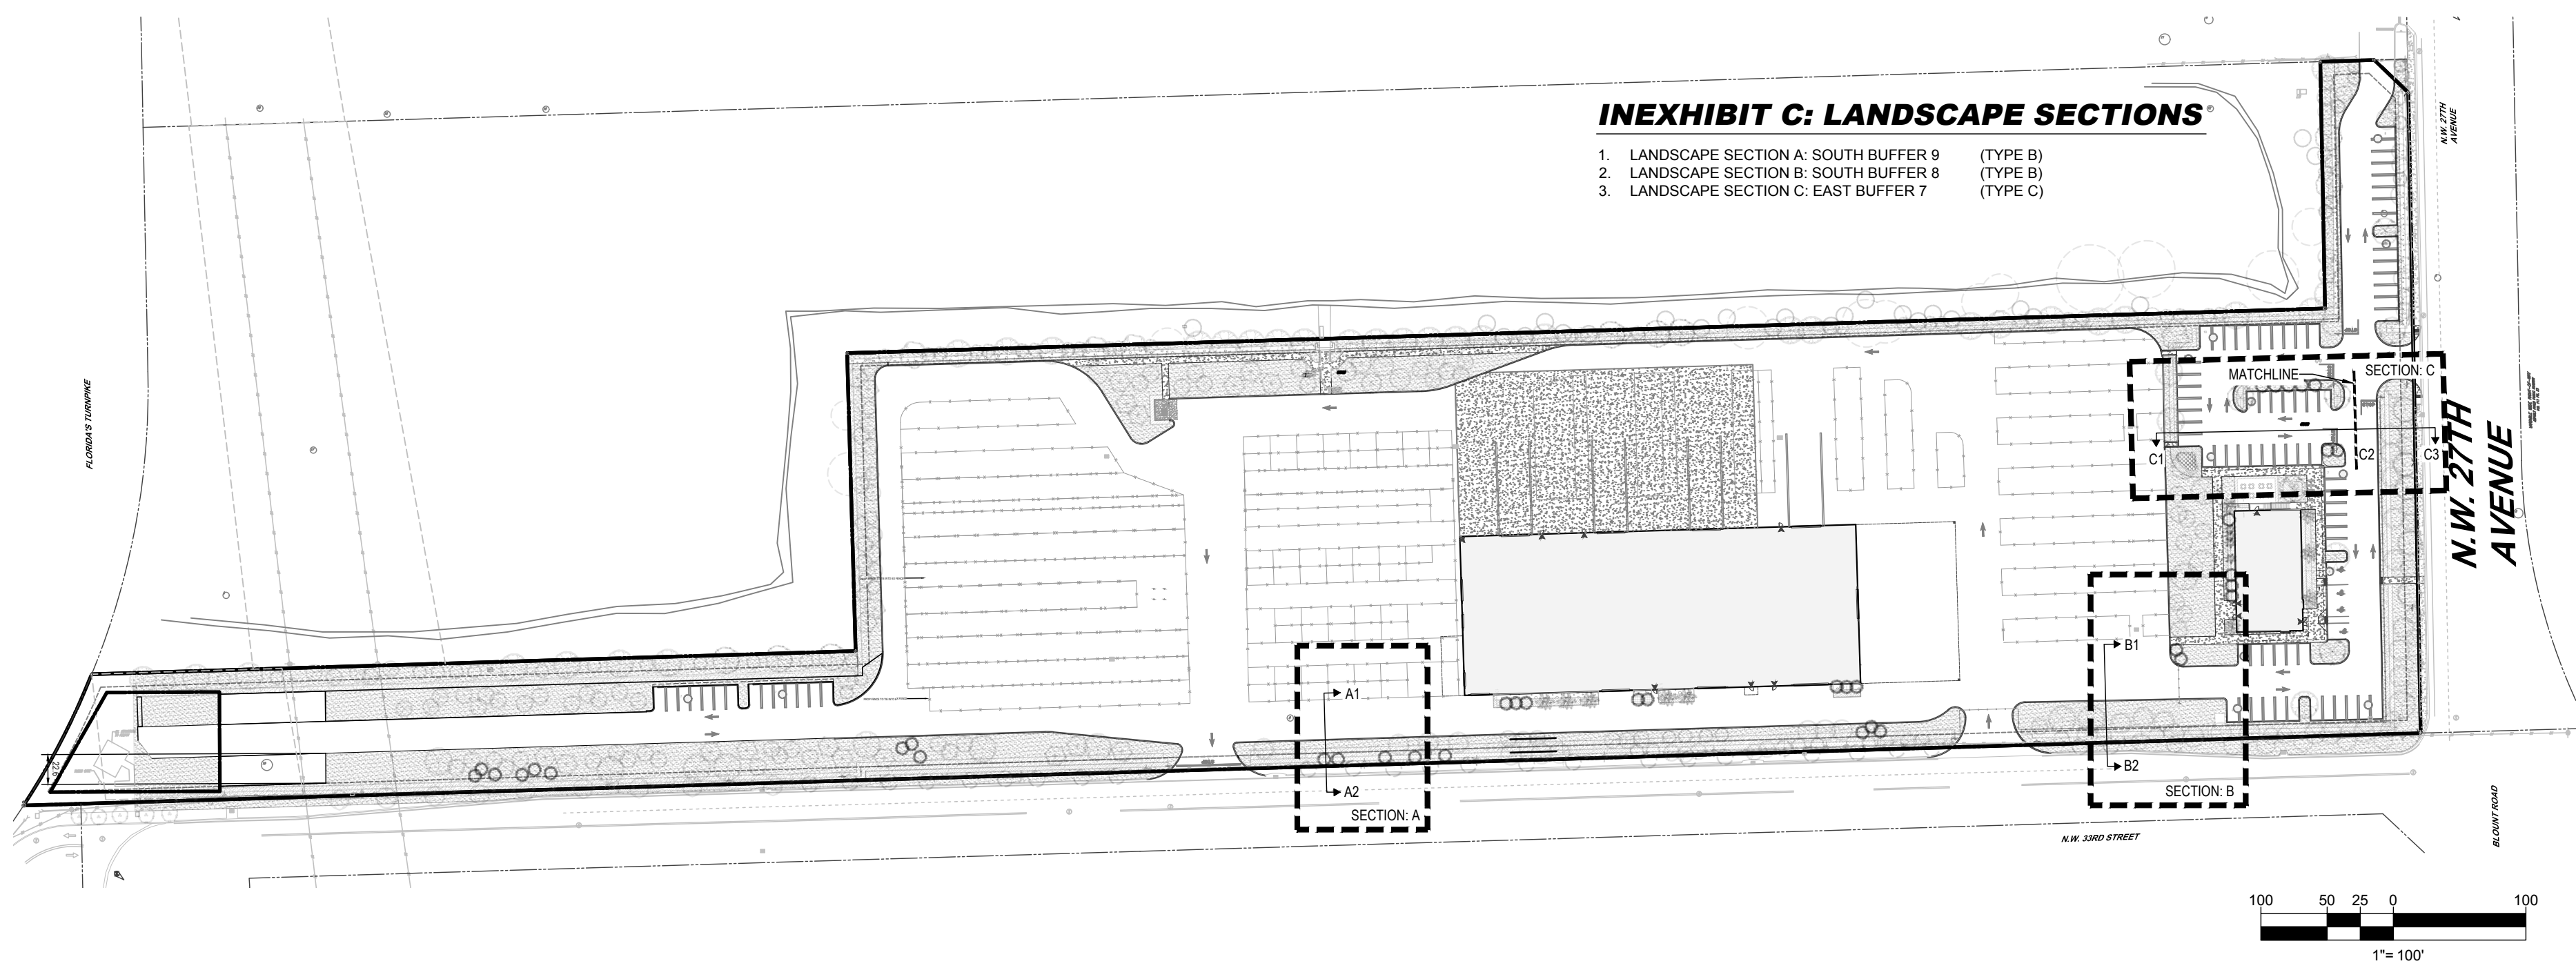 INEXHIBIT C: LANDSCAPE SECTIONS
1. LANDSCAPE SECTION A: SOUTH BUFFER 9 (TYPE B)
2. LANDSCAPE SECTION B: SOUTH BUFFER 8 (TYPE B)
3. LANDSCAPE SECTION C: EAST BUFFER 7 (TYPE C)
N.W. 27TH
AVENUE
FLORIDA'S TURNPIKE
MATCHLINE
SECTION: C
C1
C2
C3
N.W. 27TH
AVENUE
B1
B2
SECTION: B
A1
A2
SECTION: A
N.W. 33RD STREET
BLOUNT ROAD
100 50 25 0 100
1"= 100'